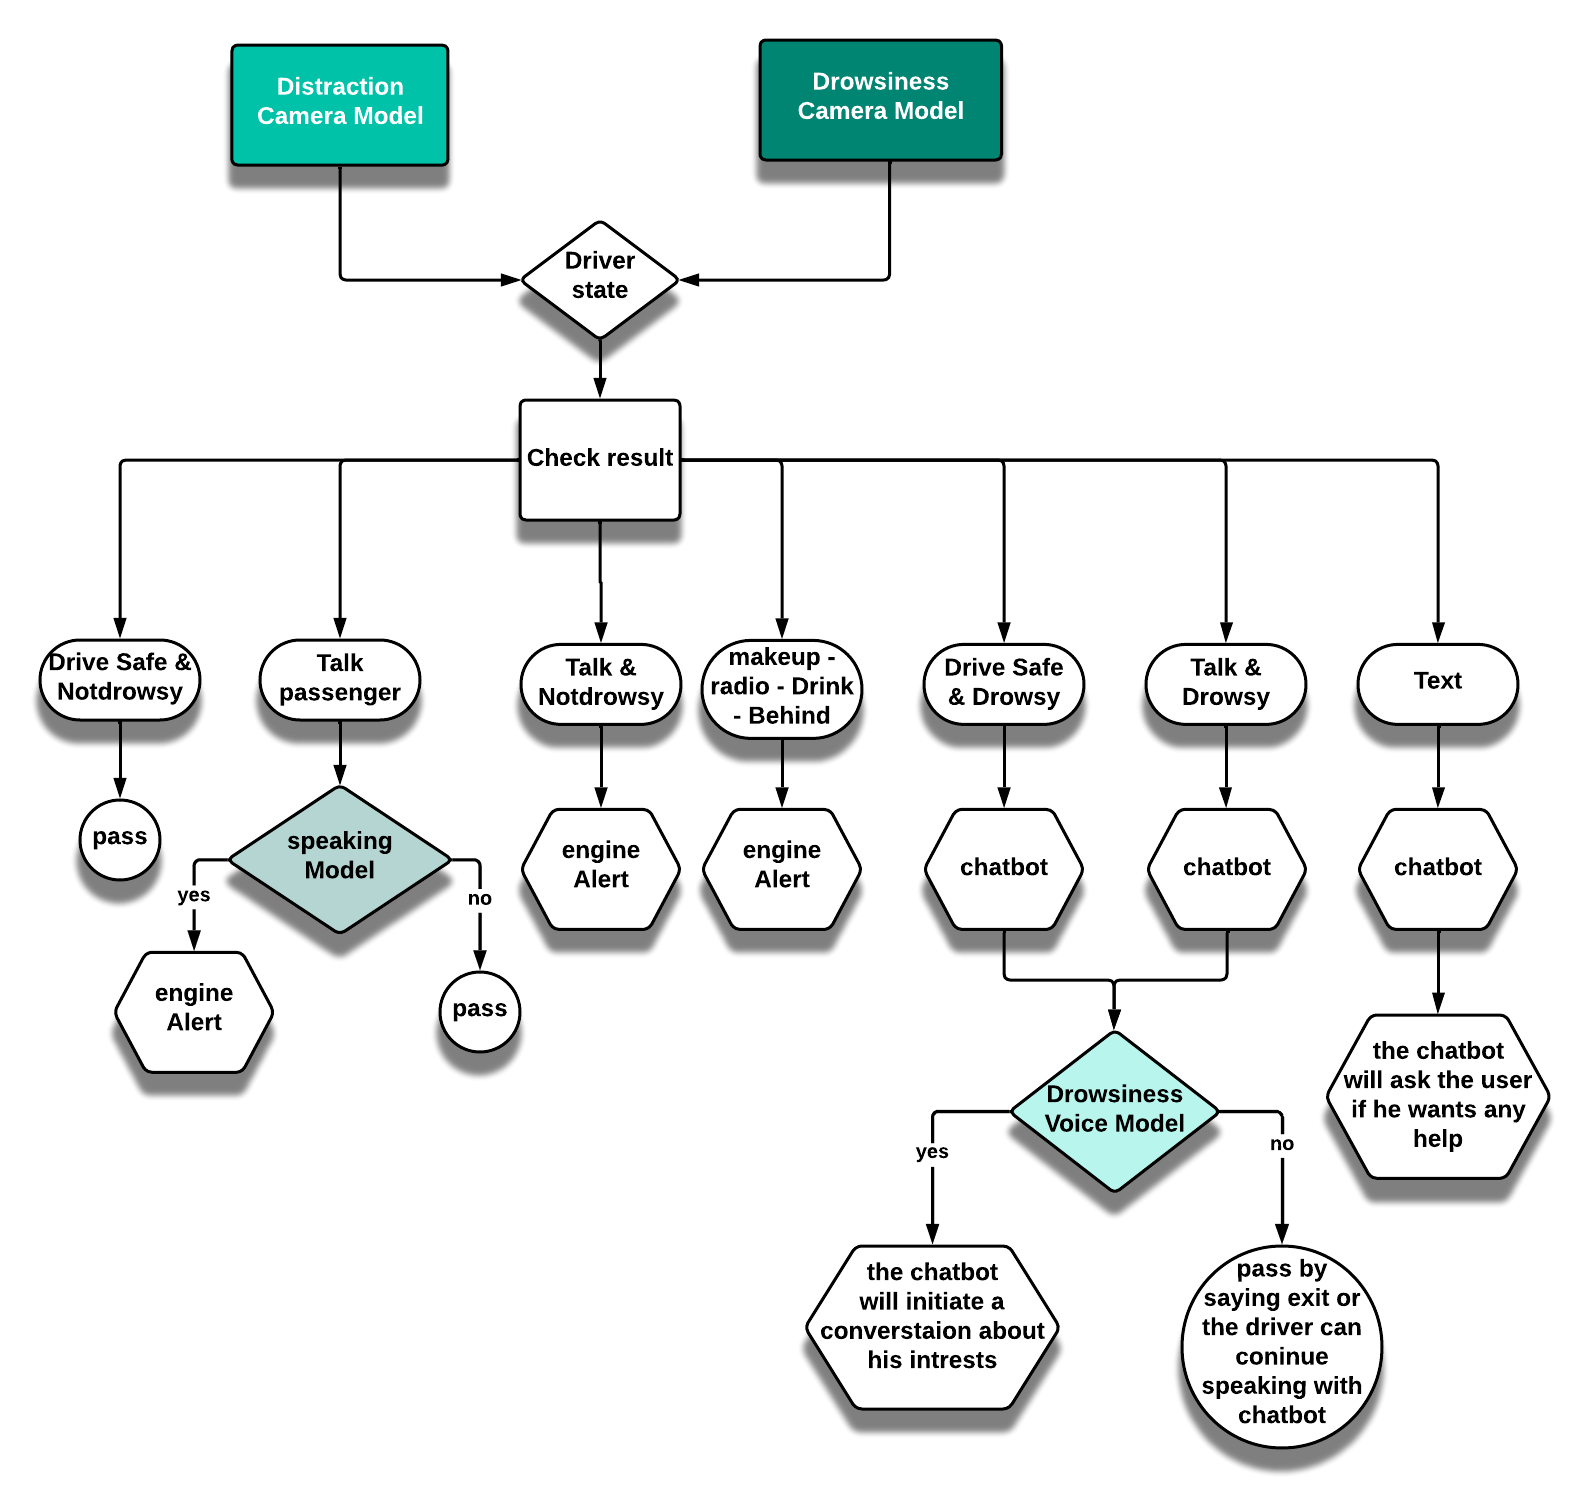 Distraction
Camera Model
Drowsiness
Camera Model
Driver
state
Check result
Drive Safe &
Notdrowsy
Talk
passenger
Talk &
Notdrowsy
makeup -
radio - Drink
- Behind
Drive Safe
& Drowsy
Talk &
Drowsy
Text
pass
speaking
Model
engine
Alert
engine
Alert
chatbot
chatbot
chatbot
yes
no
engine
Alert
pass
Drowsiness
Voice Model
the chatbot
will ask the user
if he wants any
help
yes
no
the chatbot
will initiate a
converstaion about
his intrests
pass by
saying exit or
the driver can
coninue
speaking with
chatbot